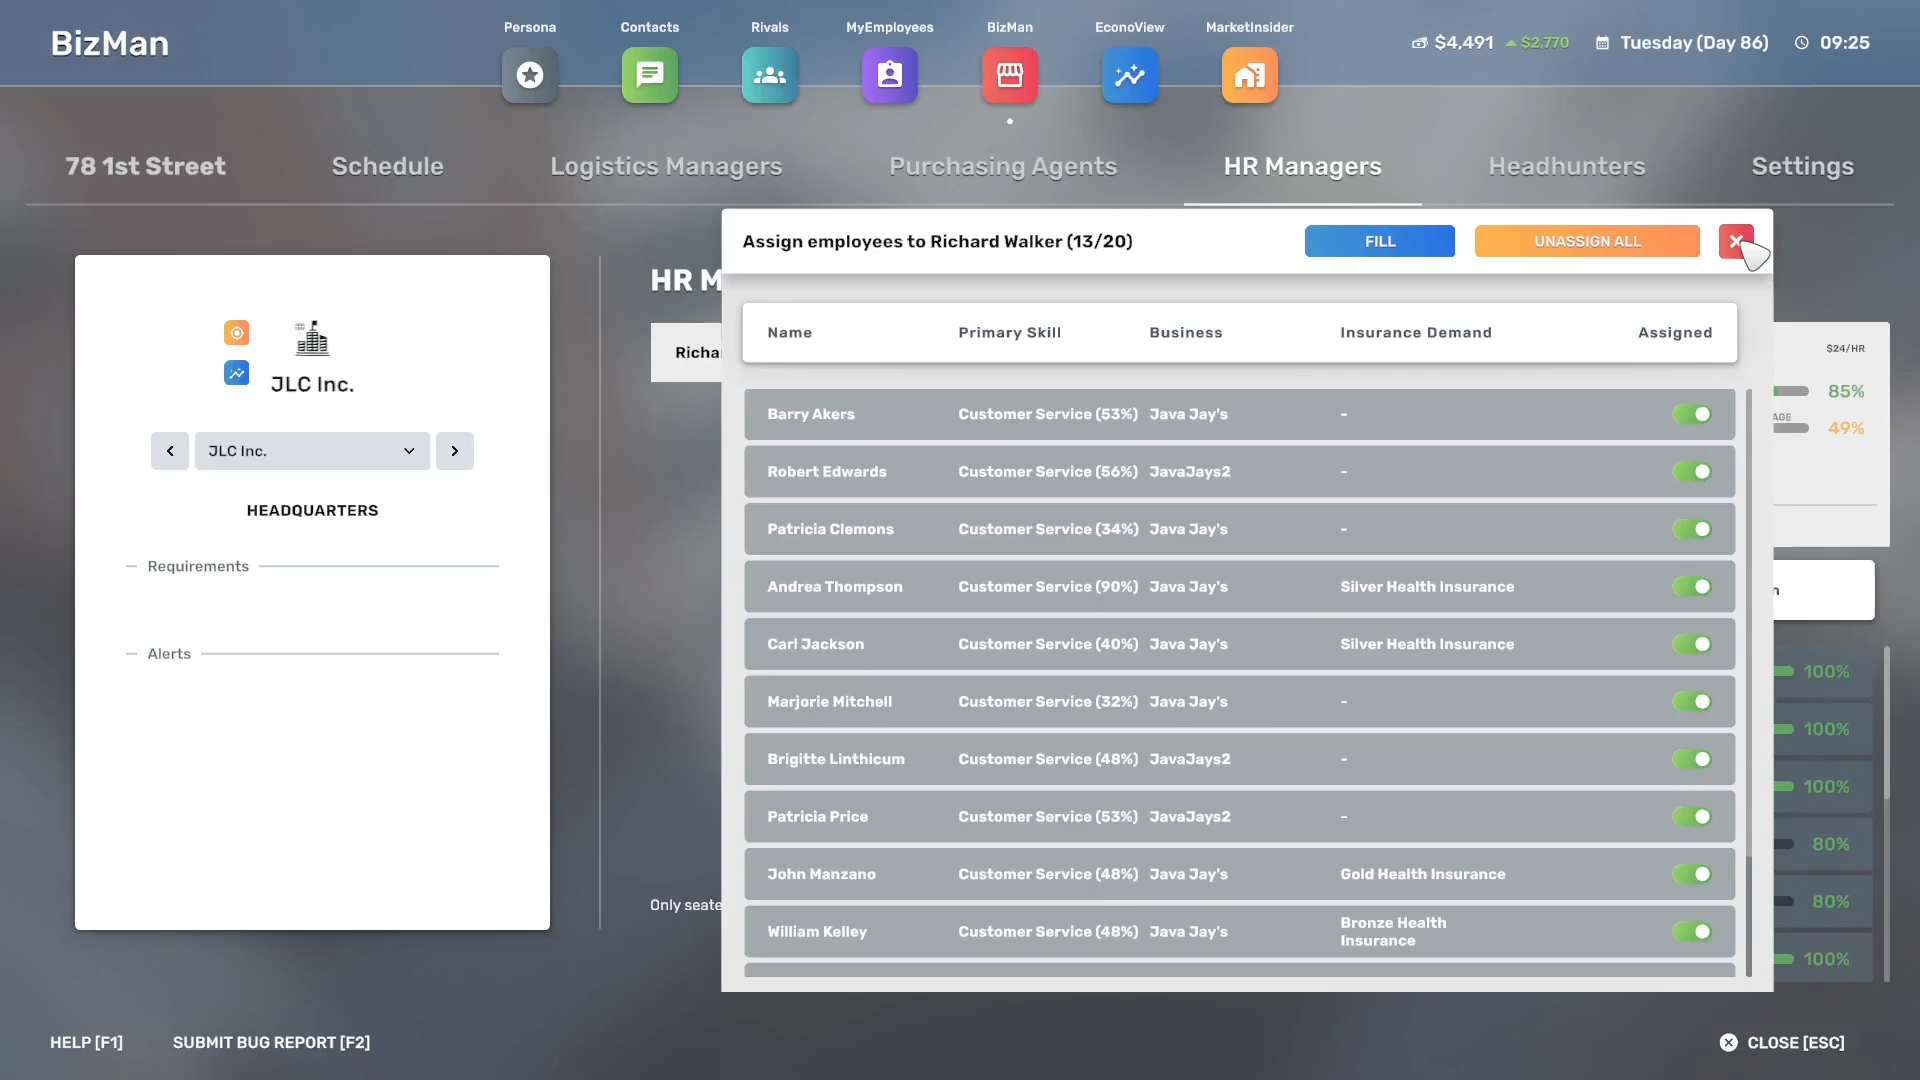 BizMan
Persona
Contacts
Rivals
MyEmployees
BizMan
EconoView
MarketInsider
$4,491
$2,770
Tuesday (Day 86)
09:25
78 1st Street
Schedule
Logistics Managers
Purchasing Agents
HR Managers
Headhunters
Settings
JLC Inc.
JLC Inc.
HEADQUARTERS
Requirements
Alerts
HR M
Richa
Only seate
Assign employees to Richard Walker (13/20)
FILL
UNASSIGN ALL
Name
Primary Skill
Business
Insurance Demand
Assigned
Barry Akers
Customer Service (53%)
Java Jay's
-
Robert Edwards
Customer Service (56%)
JavaJays2
-
Patricia Clemons
Customer Service (34%)
Java Jay's
-
Andrea Thompson
Customer Service (90%)
Java Jay's
Silver Health Insurance
Carl Jackson
Customer Service (40%)
Java Jay's
Silver Health Insurance
Marjorie Mitchell
Customer Service (32%)
Java Jay's
-
Brigitte Linthicum
Customer Service (48%)
JavaJays2
-
Patricia Price
Customer Service (53%)
JavaJays2
-
John Manzano
Customer Service (48%)
Java Jay's
Gold Health Insurance
William Kelley
Customer Service (48%)
Java Jay's
Bronze Health
Insurance
$24/HR
85%
AGE
49%
n
100%
100%
100%
80%
80%
100%
HELP [F1]
SUBMIT BUG REPORT [F2]
CLOSE [ESC]